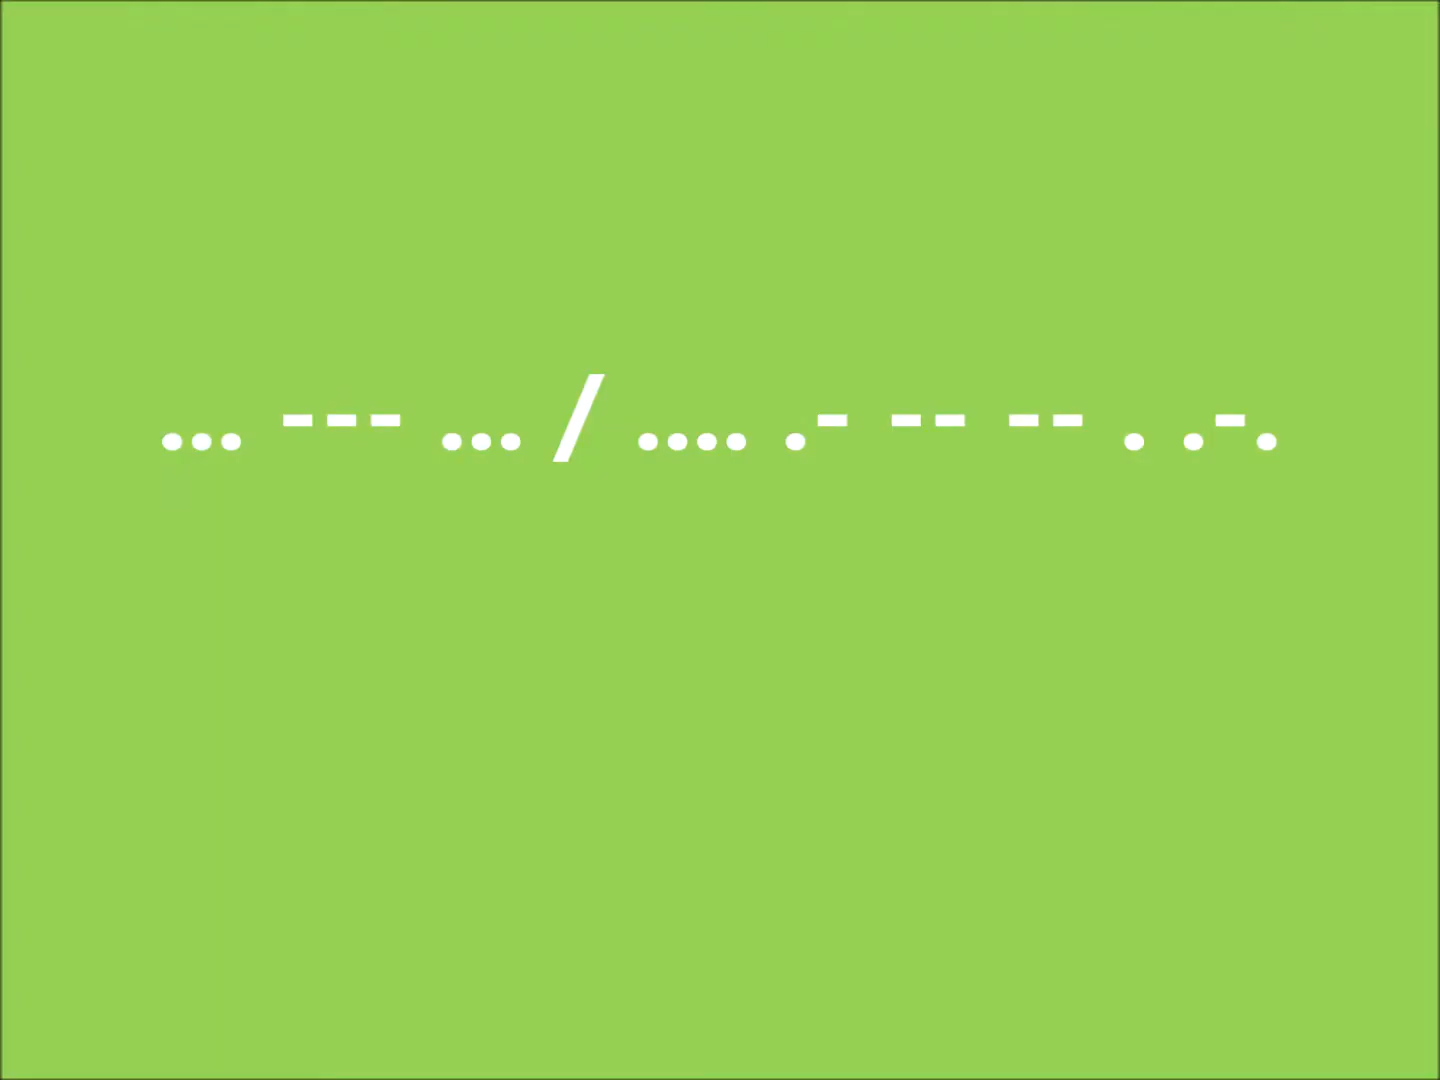 ... --- ... / .... .- -- -- . .-.